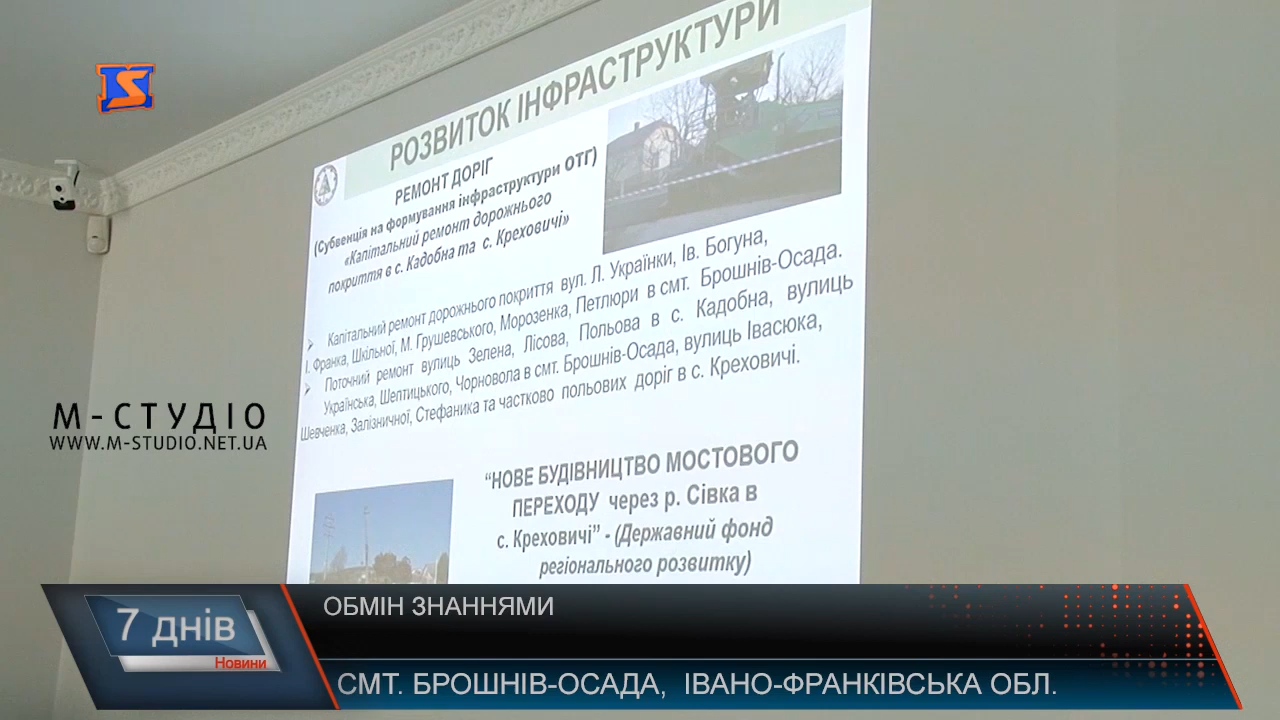 РОЗВИТОК ІНФРАСТРУКТУРИ
РЕМОНТ ДОРІГ
(Субвенція на формування інфраструктури ОТГ)
«Капітальний ремонт дорожнього
покриття в с. Кадобна та с. Креховичі»
➢ Капітальний ремонт дорожнього покриття вул. Л. Українки, Ів. Богуна,
І. Франка, Шкільної, М. Грушевського, Морозенка, Петлюри в смт. Брошнів-Осада.
➢ Поточний ремонт вулиць Зелена, Лісова, Польова в с. Кадобна, вулиць
Українська, Шептицького, Чорновола в смт. Брошнів-Осада, вулиць Івасюка,
Шевченка, Залізничної, Стефаника та частково польових доріг в с. Креховичі.
“НОВЕ БУДІВНИЦТВО МОСТОВОГО
ПЕРЕХОДУ через р. Сівка в
с. Креховичі” - (Державний фонд
регіонального розвитку)
М-СТУДІО
WWW.M-STUDIO.NET.UA
7 днів
Новини
ОБМІН ЗНАННЯМИ
СМТ. БРОШНІВ-ОСАДА, ІВАНО-ФРАНКІВСЬКА ОБЛ.